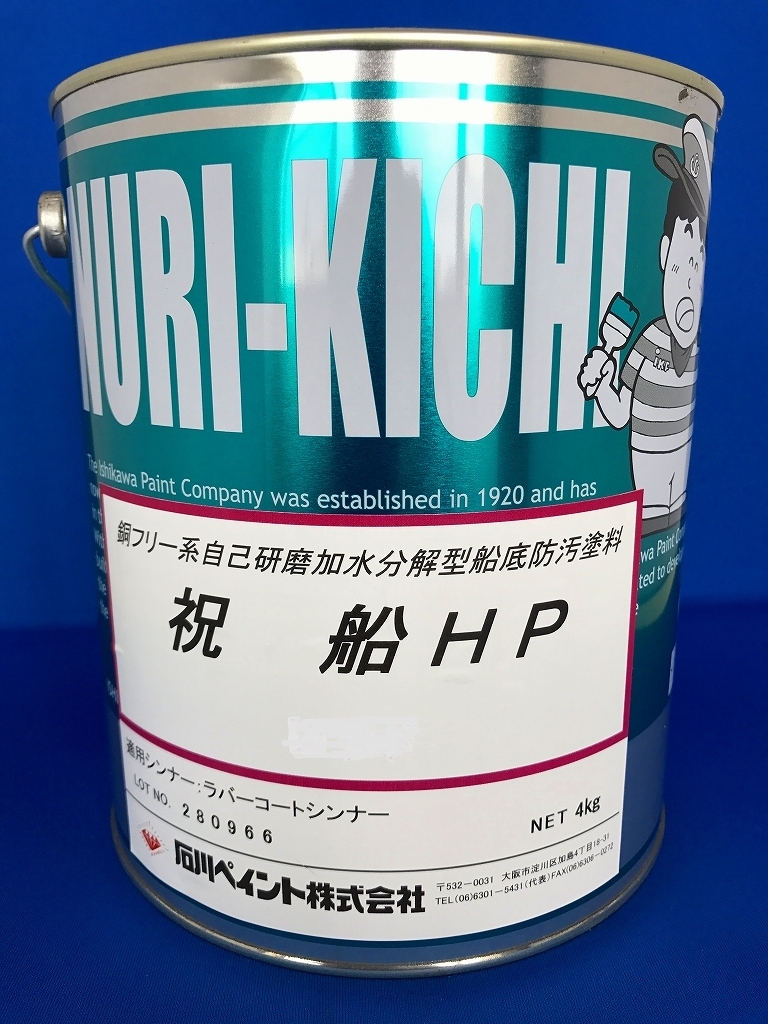 NURI-KICHI
The Ishikawa Paint Company was established in 1920 and has
銅フリー系自己研磨加水分解型船底防汚塗料
祝 船HP
適用シンナー:ラバーコートシンナー
LOT NO. 280966
NET 4kg
石川ペイント株式会社
〒532-0031 大阪市淀川区加島4丁目18-31
TEL(06)6301-5431(代表)FAX(06)6306-0272